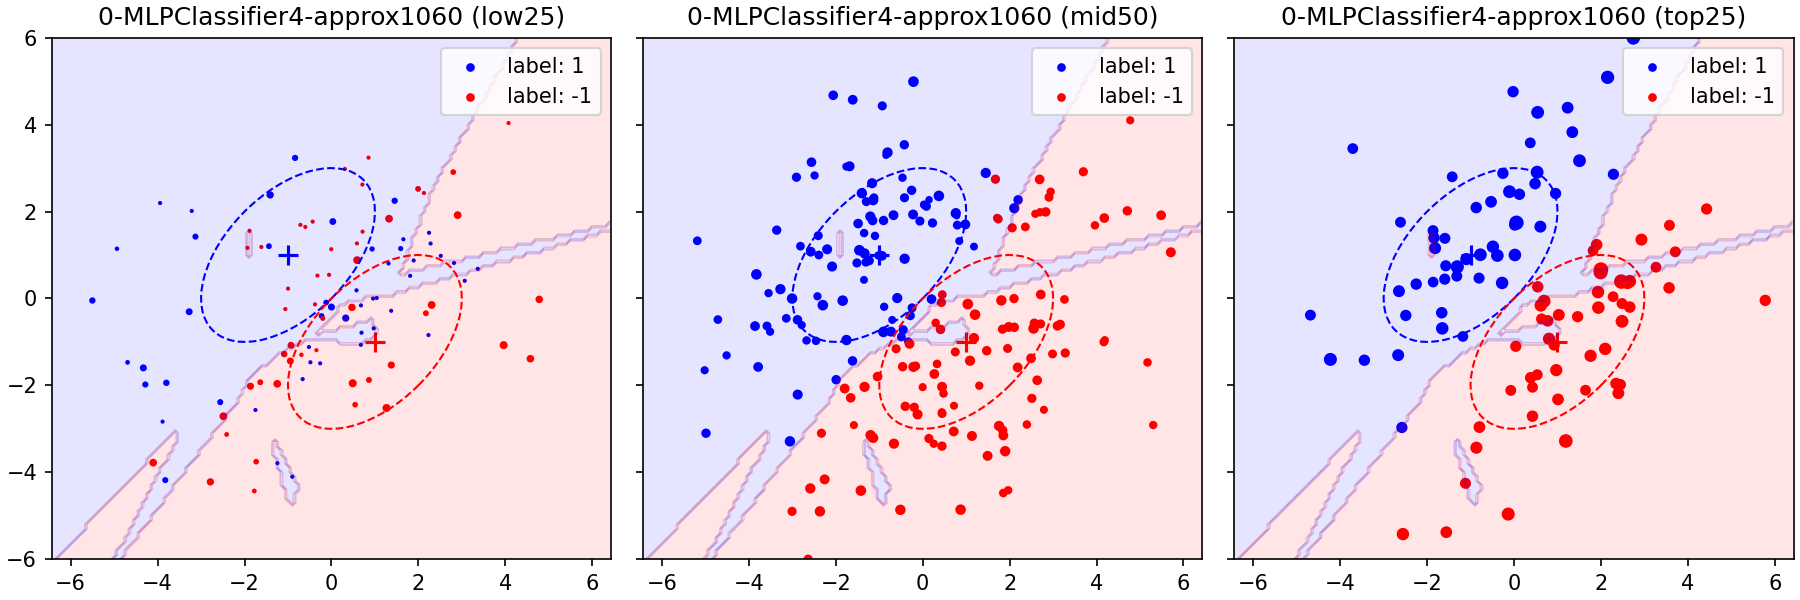 0-MLPClassifier4-approx1060 (low25)
label: 1
label: -1
6
4
2
0
−2
−4
−6
−6 −4 −2 0 2 4 6
0-MLPClassifier4-approx1060 (mid50)
label: 1
label: -1
−6 −4 −2 0 2 4 6
0-MLPClassifier4-approx1060 (top25)
label: 1
label: -1
−6 −4 −2 0 2 4 6